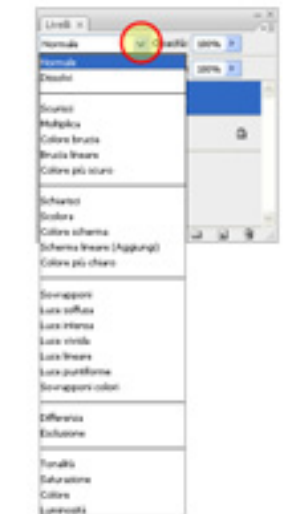 Livelli ×
Normale Opacità: 100%
Normale 100%
Dissolvi
Scurisci
Moltiplica
Colore brucia
Brucia lineare
Colore più scuro
Schiarisci
Scolora
Colore scherma
Scherma lineare (Aggiungi)
Colore più chiaro
Sovrapponi
Luce soffusa
Luce intensa
Luce vivida
Luce lineare
Luce puntiforme
Sovrapponi colori
Differenza
Esclusione
Tonalità
Saturazione
Colore
Luminosità